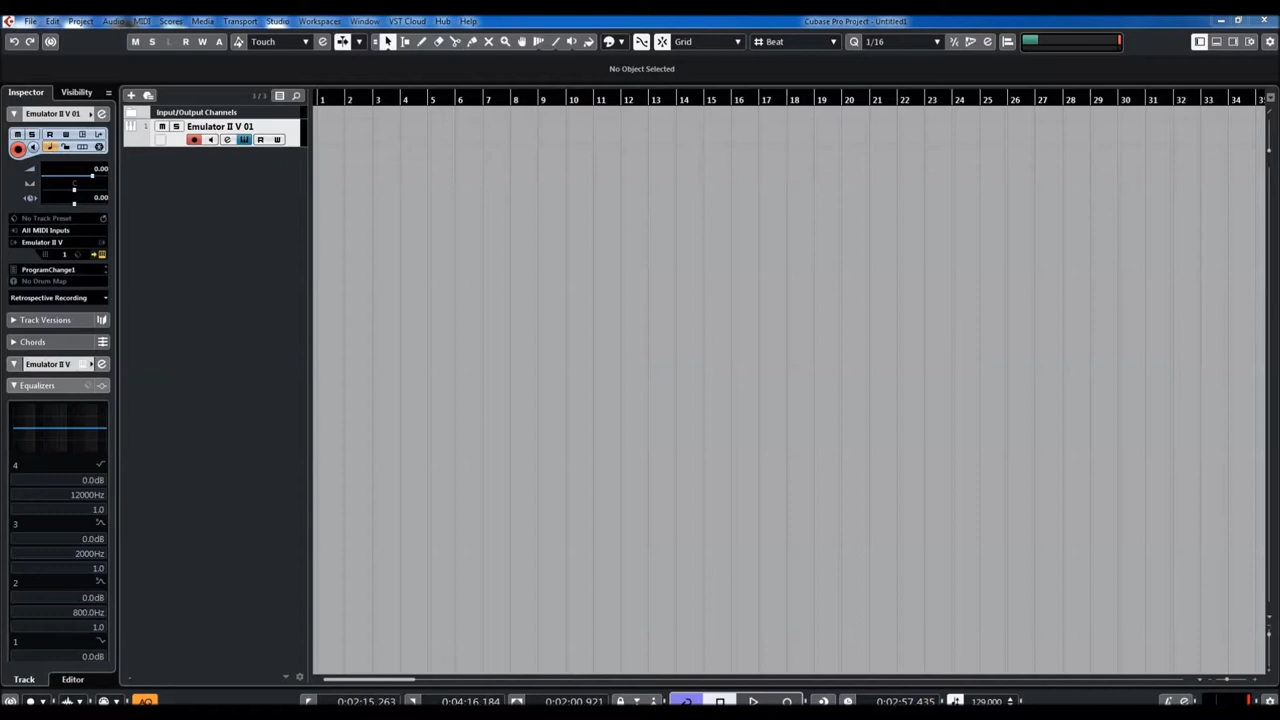 File Edit Project Audio MIDI Scores Media Transport Studio Workspaces Window VST Cloud Hub Help Cubase Pro Project - Untitled1
M S L R W A Touch Grid Beat Q 1/16
No Object Selected
Inspector Visibility
Input/Output Channels
Emulator II V 01
1 M S Emulator II V 01
R W
M S R W
0.00
C
0.00
No Track Preset
All MIDI Inputs
Emulator II V
1
ProgramChange1
No Drum Map
Retrospective Recording
Track Versions
Chords
Emulator II V
Equalizers
4
0.0dB
12000Hz
1.0
3
0.0dB
2000Hz
1.0
2
0.0dB
800.0Hz
1.0
1
0.0dB
Track Editor
3 / 3
1 2 3 4 5 6 7 8 9 10 11 12 13 14 15 16 17 18 19 20 21 22 23 24 25 26 27 28 29 30 31 32 33 34
AQ 0:02:15.263 0:04:16.184 0:02:00.921 0:02:57.435 129.000